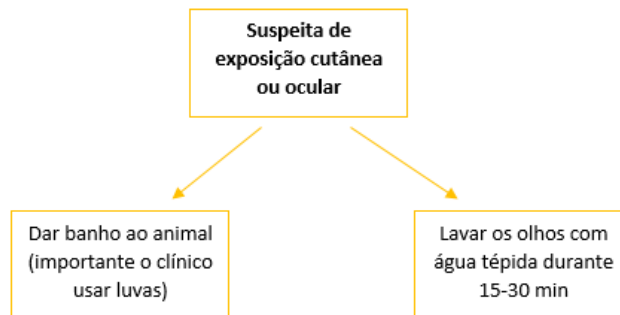 Suspeita de
exposição cutânea
ou ocular
Dar banho ao animal
(importante o clínico
usar luvas)
Lavar os olhos com
água tépida durante
15-30 min